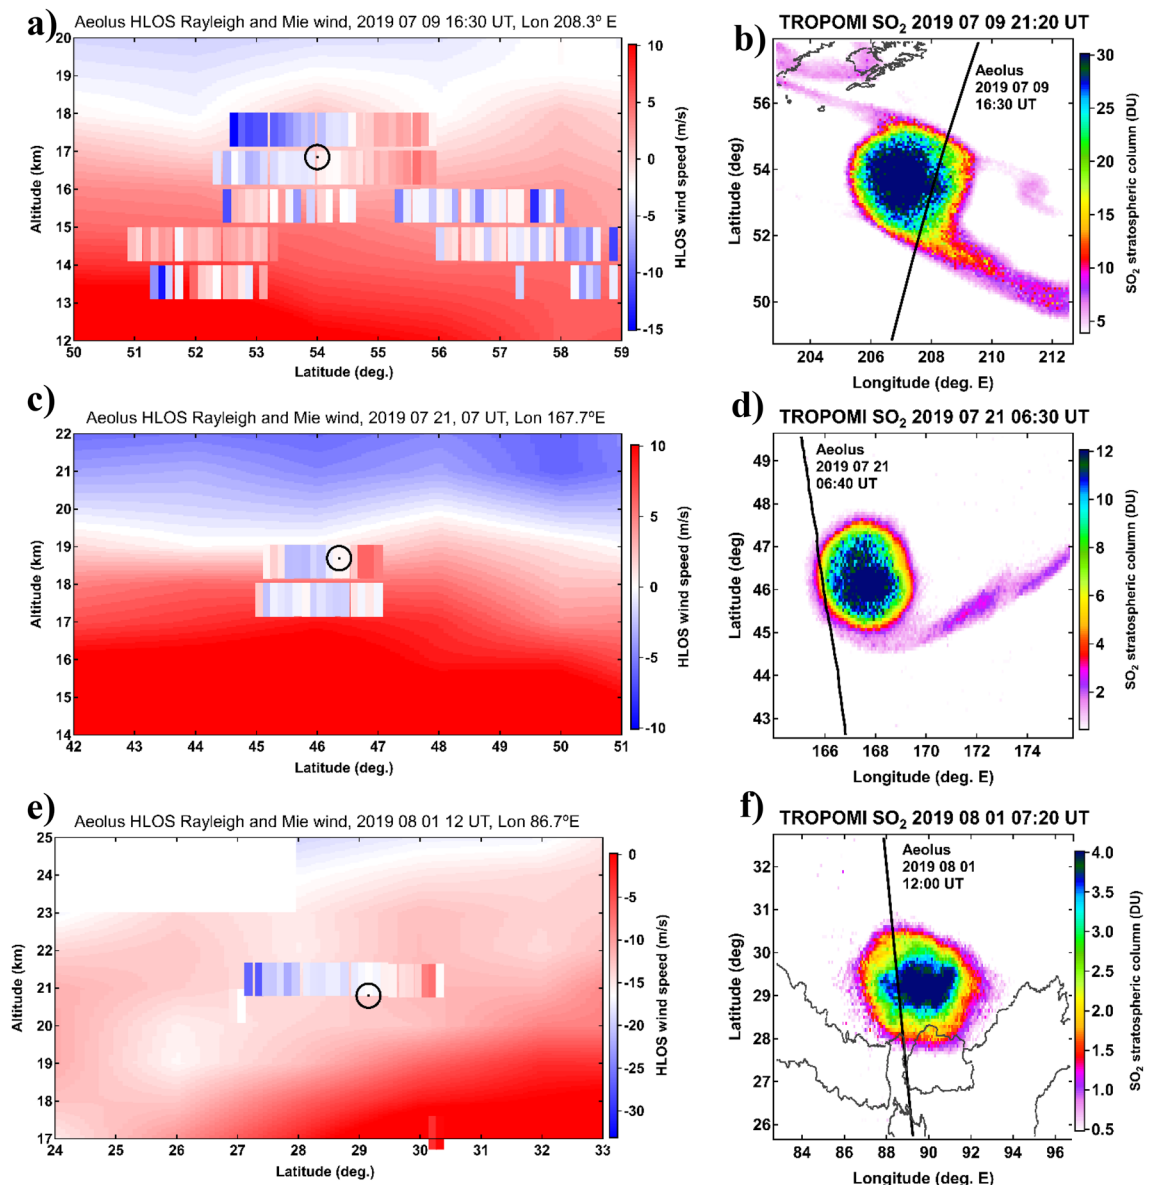 a) Aeolus HLOS Rayleigh and Mie wind, 2019 07 09 16:30 UT, Lon 208.3º E
20
19
18
17
16
15
14
13
12
Altitude (km)
50 51 52 53 54 55 56 57 58 59
Latitude (deg.)
10
5
0
-5
-10
-15
HLOS wind speed (m/s)
b) TROPOMI SO₂ 2019 07 09 21:20 UT
Aeolus
2019 07 09
16:30 UT
56
54
52
50
Latitude (deg)
204 206 208 210 212
Longitude (deg. E)
30
25
20
15
10
5
SO₂ stratospheric column (DU)
c) Aeolus HLOS Rayleigh and Mie wind, 2019 07 21, 07 UT, Lon 167.7ºE
22
21
20
19
18
17
16
15
14
Altitude (km)
42 43 44 45 46 47 48 49 50 51
Latitude (deg.)
10
5
0
-5
-10
HLOS wind speed (m/s)
d) TROPOMI SO₂ 2019 07 21 06:30 UT
Aeolus
2019 07 21
06:40 UT
49
48
47
46
45
44
43
Latitude (deg)
166 168 170 172 174
Longitude (deg. E)
12
10
8
6
4
2
SO₂ stratospheric column (DU)
e) Aeolus HLOS Rayleigh and Mie wind, 2019 08 01 12 UT, Lon 86.7ºE
25
24
23
22
21
20
19
18
17
Altitude (km)
24 25 26 27 28 29 30 31 32 33
Latitude (deg.)
0
-5
-10
-15
-20
-25
-30
HLOS wind speed (m/s)
f) TROPOMI SO₂ 2019 08 01 07:20 UT
Aeolus
2019 08 01
12:00 UT
32
31
30
29
28
27
26
Latitude (deg)
84 86 88 90 92 94 96
Longitude (deg. E)
4.0
3.5
3.0
2.5
2.0
1.5
1.0
0.5
SO₂ stratospheric column (DU)